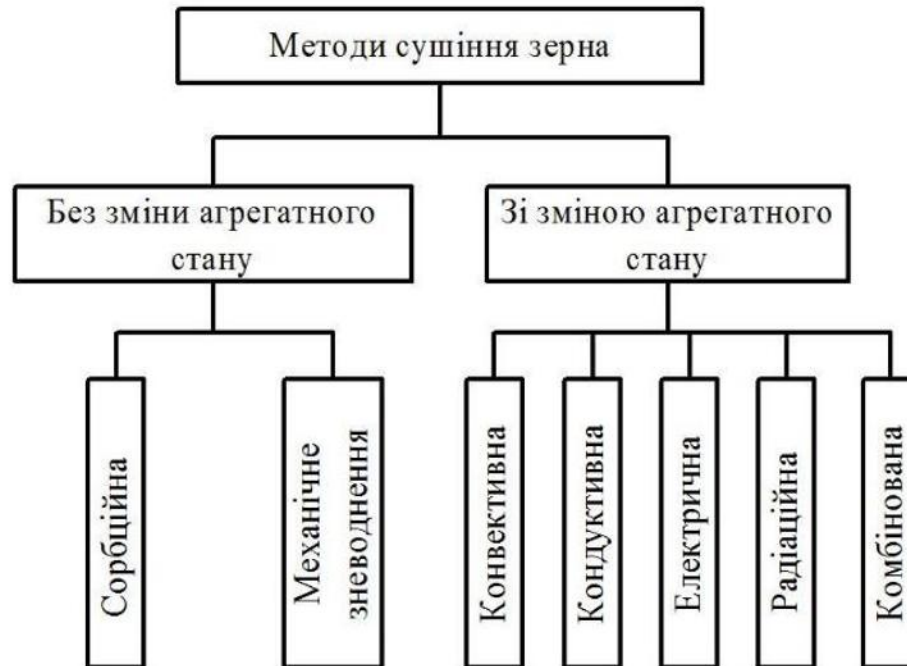 Методи сушіння зерна
Без зміни агрегатного
стану
Зі зміною агрегатного
стану
Сорбційна
Механічне
зневоднення
Конвективна
Кондуктивна
Електрична
Радіаційна
Комбінована